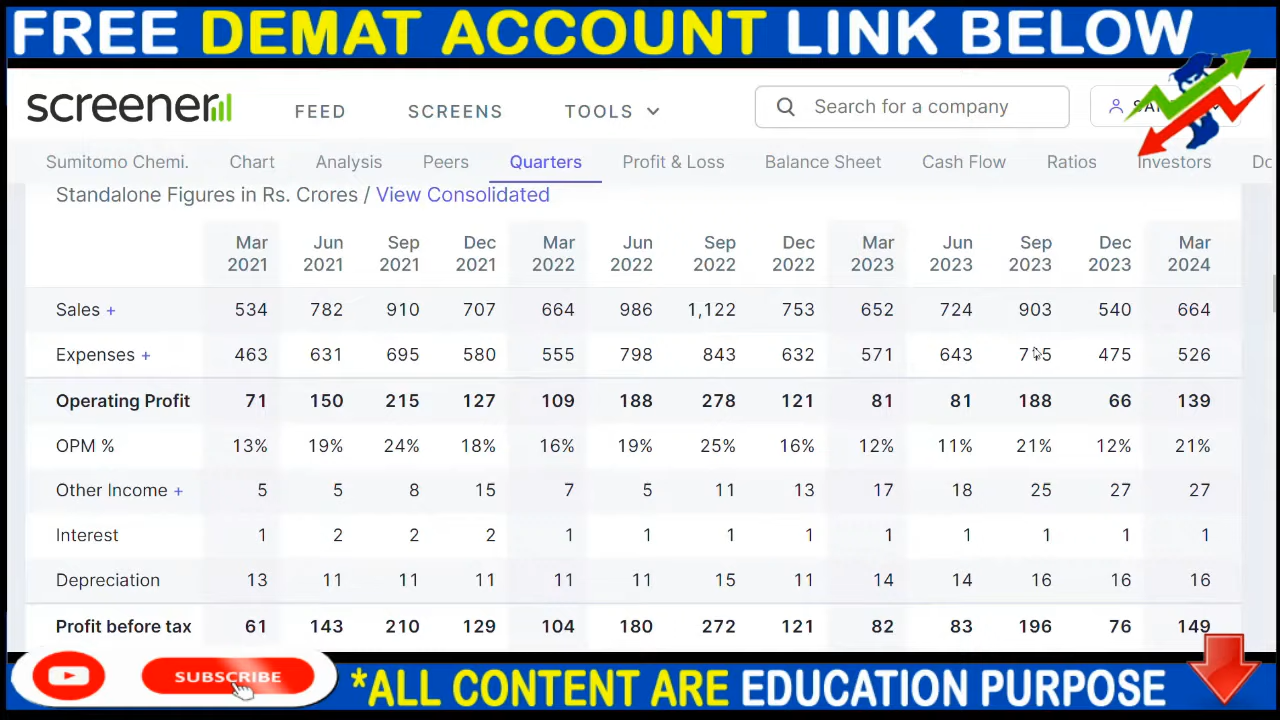 FREE DEMAT ACCOUNT LINK BELOW
screener FEED SCREENS TOOLS Search for a company
Sumitomo Chemi. Chart Analysis Peers Quarters Profit & Loss Balance Sheet Cash Flow Ratios Investors
Standalone Figures in Rs. Crores / View Consolidated
Mar Jun Sep Dec Mar Jun Sep Dec Mar Jun Sep Dec Mar
2021 2021 2021 2021 2022 2022 2022 2022 2023 2023 2023 2023 2024
Sales + 534 782 910 707 664 986 1,122 753 652 724 903 540 664
Expenses + 463 631 695 580 555 798 843 632 571 643 475 526
Operating Profit 71 150 215 127 109 188 278 121 81 81 188 66 139
OPM % 13% 19% 24% 18% 16% 19% 25% 16% 12% 11% 21% 12% 21%
Other Income + 5 5 8 15 7 5 11 13 17 18 25 27 27
Interest 1 2 2 2 1 1 1 1 1 1 1 1 1
Depreciation 13 11 11 11 11 11 15 11 14 14 16 16 16
Profit before tax 61 143 210 129 104 180 272 121 82 83 196 76 149
SUBSCRIBE *ALL CONTENT ARE EDUCATION PURPOSE